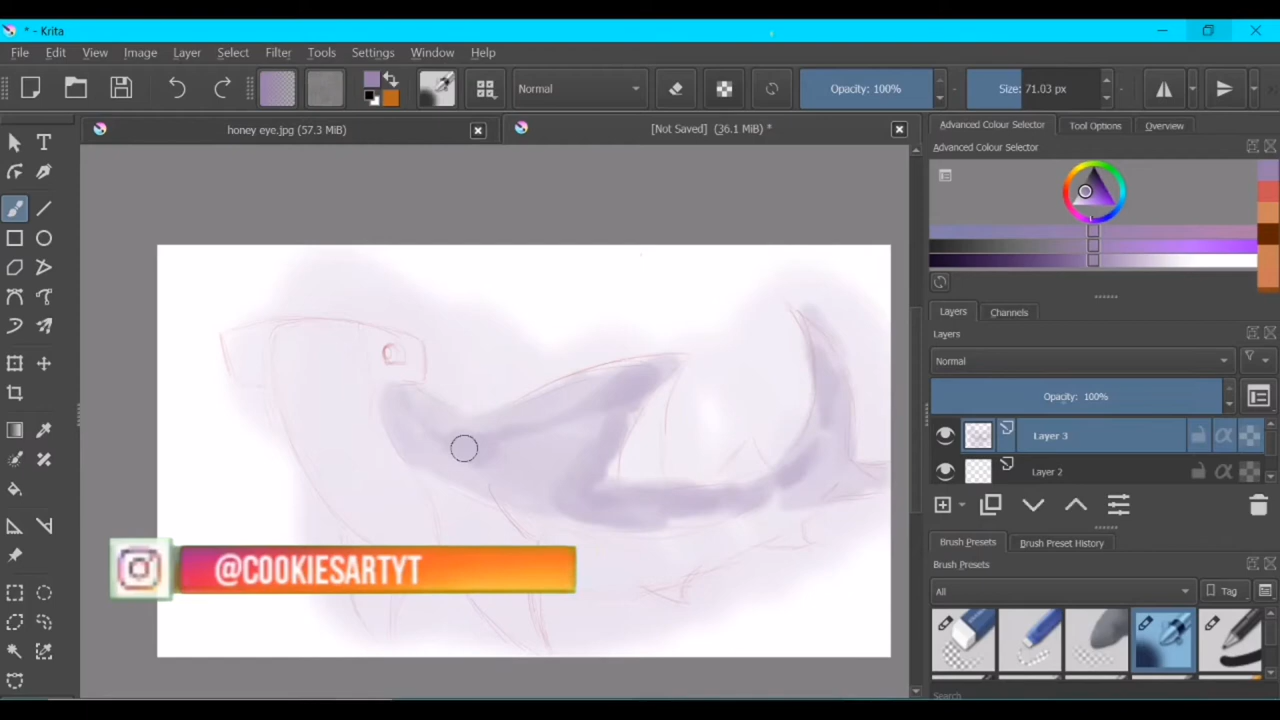 * - Krita
File Edit View Image Layer Select Filter Tools Settings Window Help
Normal Opacity: 100% Size: 71.03 px
honey eye.jpg (57.3 MiB) [Not Saved] (36.1 MiB) *
Advanced Colour Selector Tool Options Overview
Advanced Colour Selector
Layers Channels
Layers
Normal
Opacity: 100%
Layer 3
Layer 2
Brush Presets Brush Preset History
Brush Presets
All Tag
Search
@COOKIESARTYT